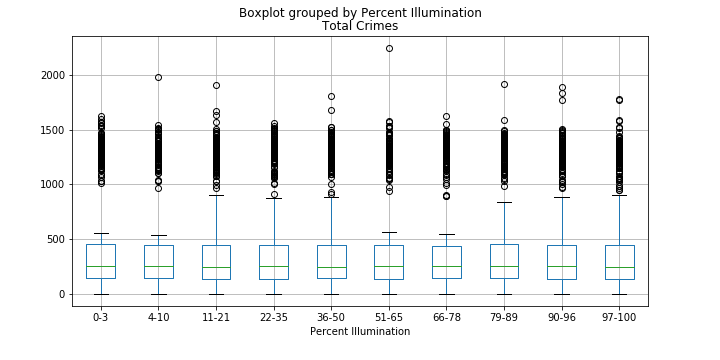 Boxplot grouped by Percent Illumination
Total Crimes
2000
1500
1000
500
0
0-3 4-10 11-21 22-35 36-50 51-65 66-78 79-89 90-96 97-100
Percent Illumination